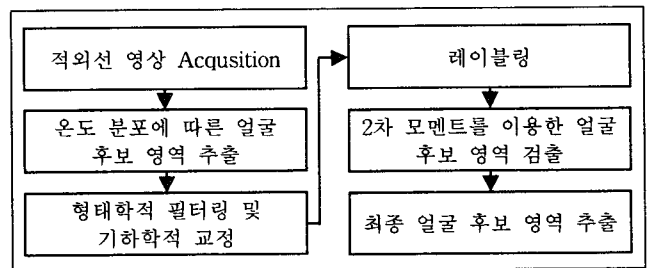 적외선 영상 Acqusition
온도 분포에 따른 얼굴
후보 영역 추출
형태학적 필터링 및
기하학적 교정
레이블링
2차 모멘트를 이용한 얼굴
후보 영역 검출
최종 얼굴 후보 영역 추출